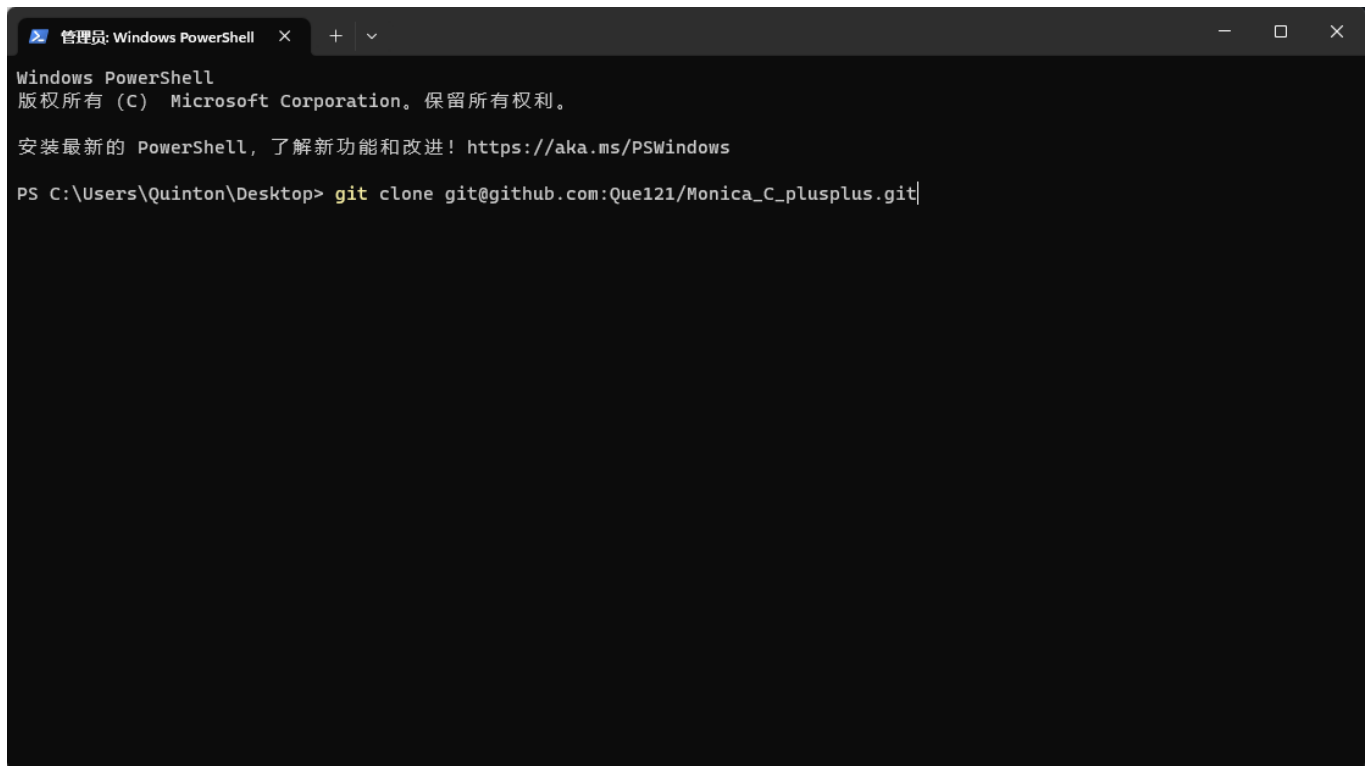 管理员: Windows PowerShell
Windows PowerShell
版权所有 (C)  Microsoft Corporation。保留所有权利。
安装最新的 PowerShell，了解新功能和改进！https://aka.ms/PSWindows
PS C:\Users\Quinton\Desktop> git clone git@github.com:Que121/Monica_C_plusplus.git